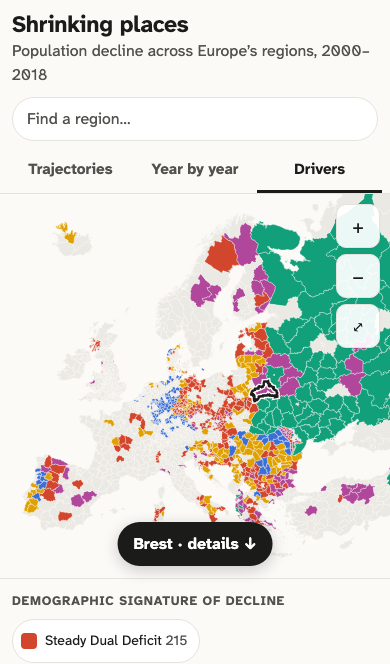 Shrinking places
Population decline across Europe's regions, 2000–
2018
Find a region...
Trajectories Year by year Drivers
+
−
⤢
Brest · details ↓
DEMOGRAPHIC SIGNATURE OF DECLINE
Steady Dual Deficit 215